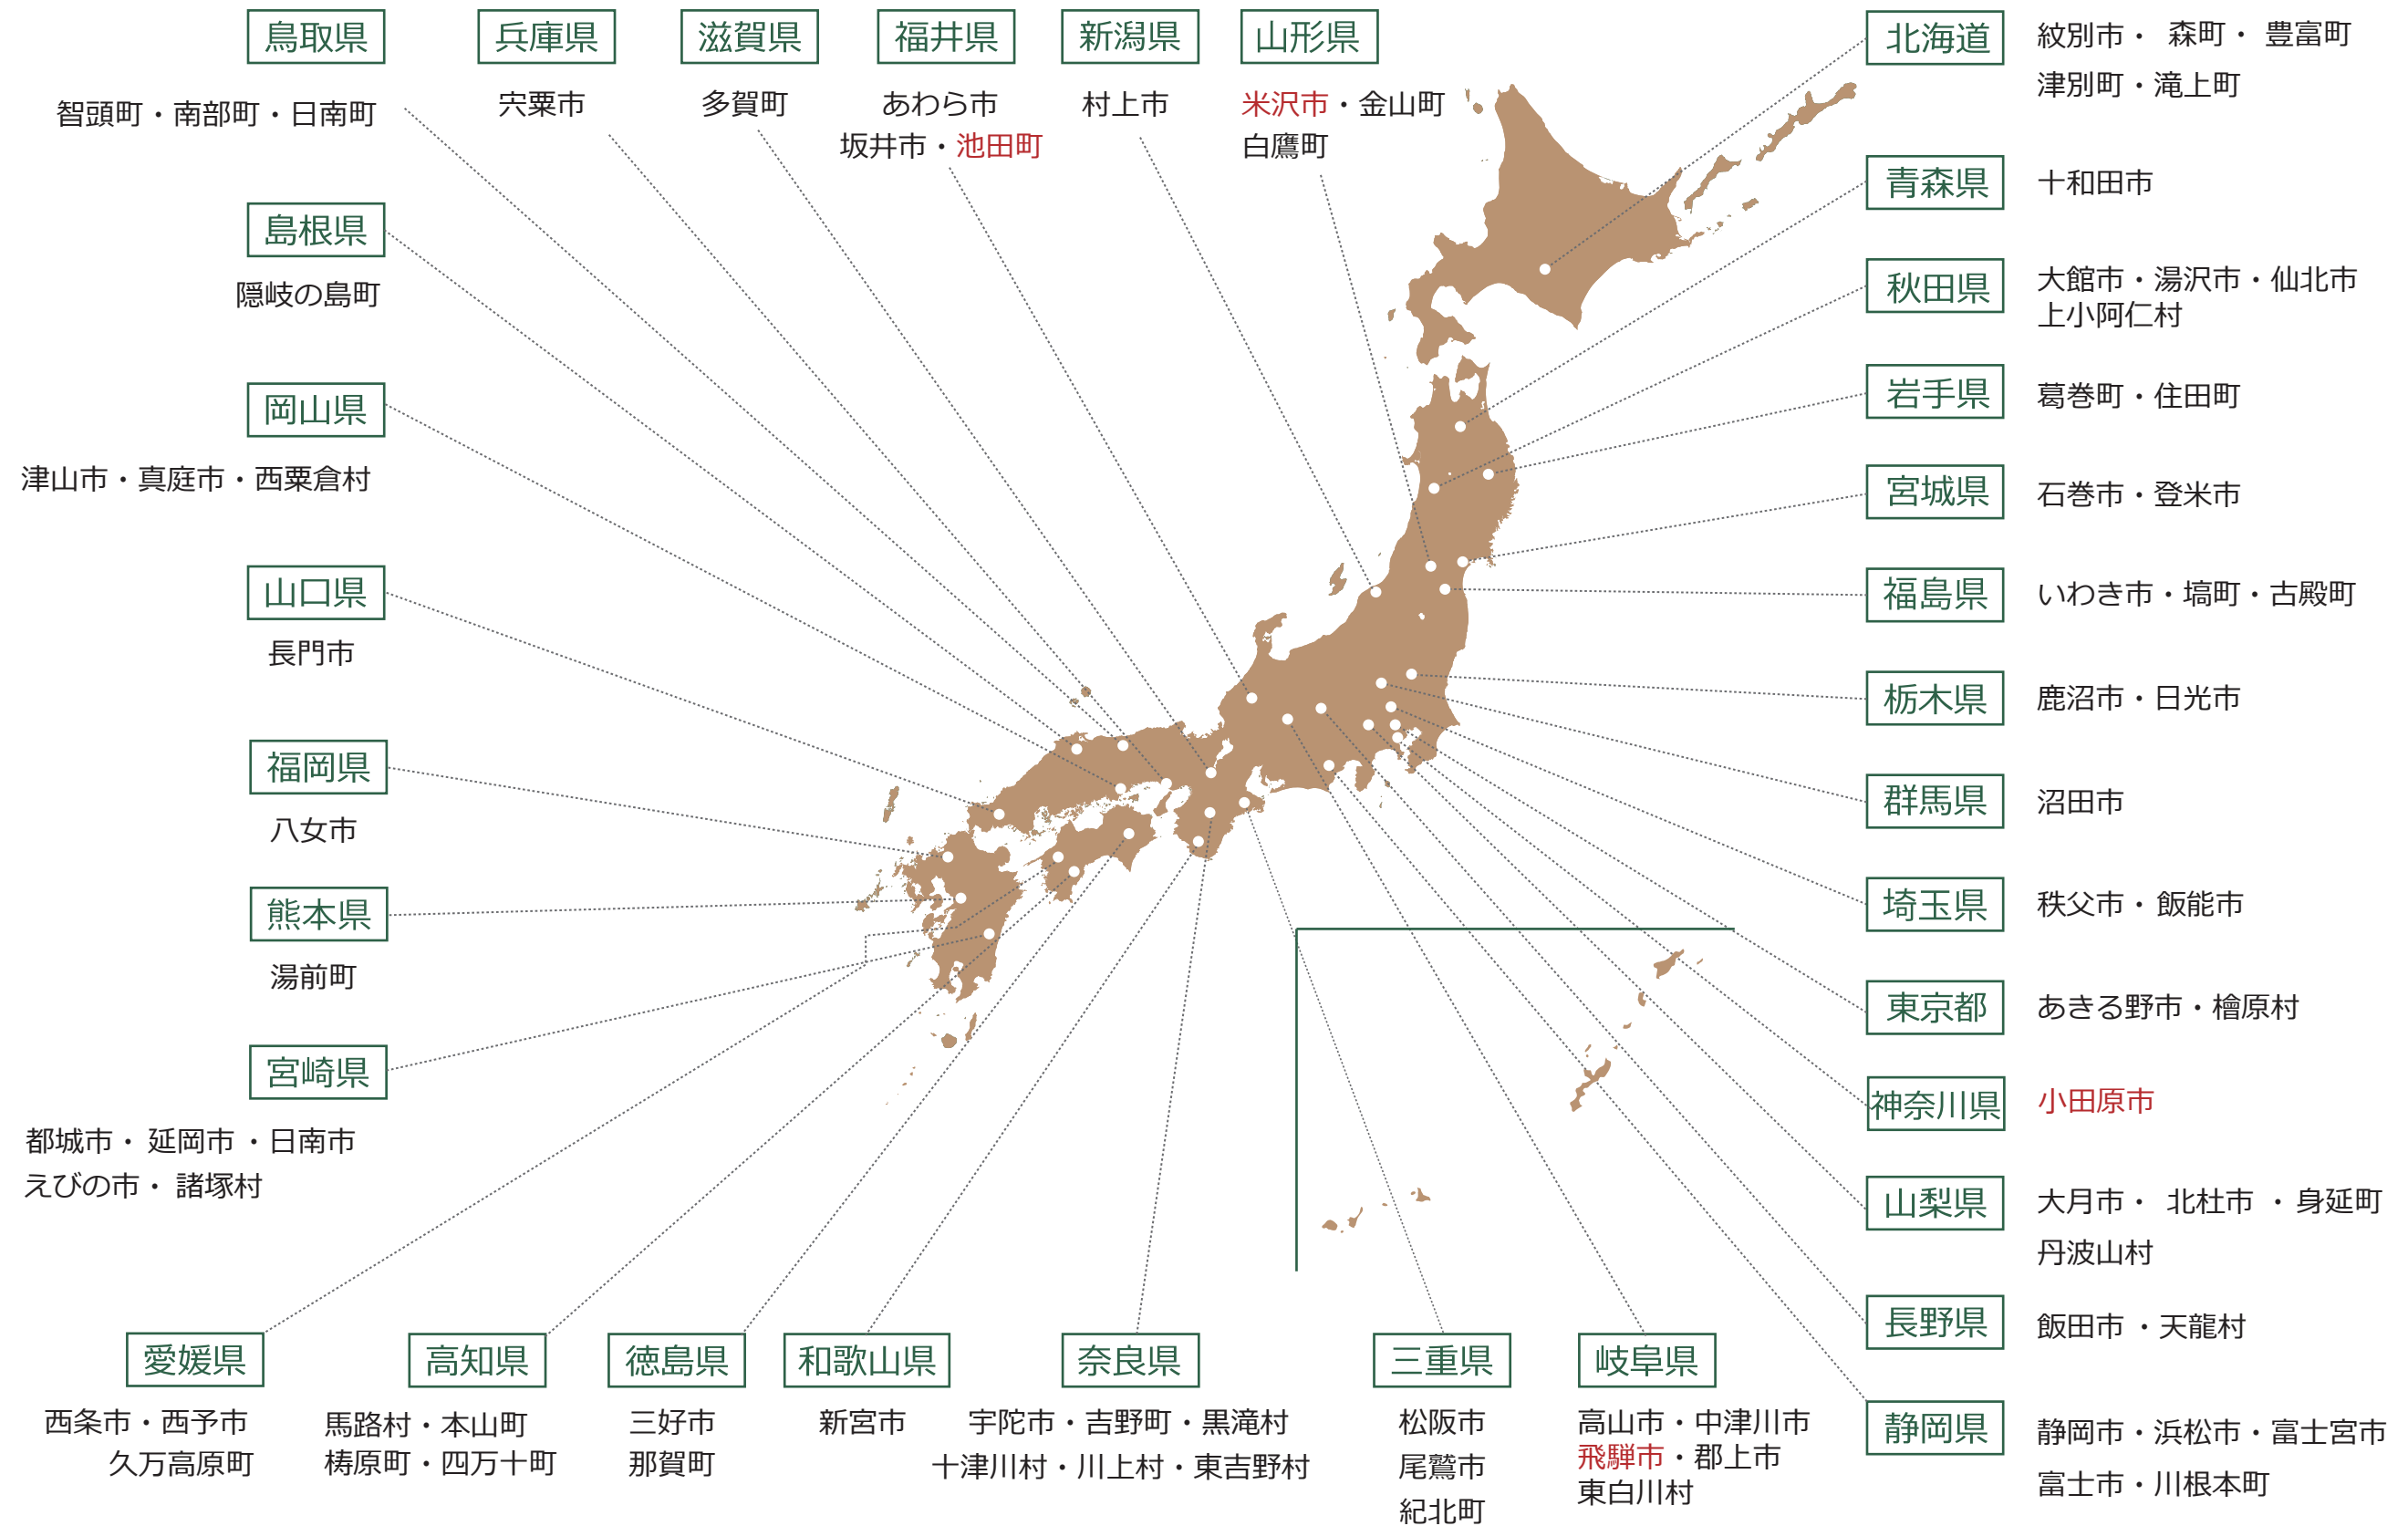 鳥取県
智頭町・南部町・日南町
兵庫県
宍粟市
滋賀県
多賀町
福井県
あわら市
坂井市・池田町
新潟県
村上市
山形県
米沢市・金山町
白鷹町
北海道
紋別市・ 森町・ 豊富町
津別町・滝上町
青森県
十和田市
秋田県
大館市・湯沢市・仙北市
上小阿仁村
岩手県
葛巻町・住田町
宮城県
石巻市・登米市
福島県
いわき市・塙町・古殿町
栃木県
鹿沼市・日光市
群馬県
沼田市
埼玉県
秩父市・飯能市
東京都
あきる野市・檜原村
神奈川県
小田原市
山梨県
大月市・ 北杜市 ・身延町
丹波山村
長野県
飯田市 ・天龍村
静岡県
静岡市・浜松市・富士宮市
富士市・川根本町
島根県
隠岐の島町
岡山県
津山市・真庭市・西粟倉村
山口県
長門市
福岡県
八女市
熊本県
湯前町
宮崎県
都城市・ 延岡市 ・日南市
えびの市・ 諸塚村
愛媛県
西条市・西予市
久万高原町
高知県
馬路村・本山町
梼原町・四万十町
徳島県
三好市
那賀町
和歌山県
新宮市
奈良県
宇陀市・吉野町・黒滝村
十津川村・川上村・東吉野村
三重県
松阪市
尾鷲市
紀北町
岐阜県
高山市・中津川市
飛騨市・郡上市
東白川村